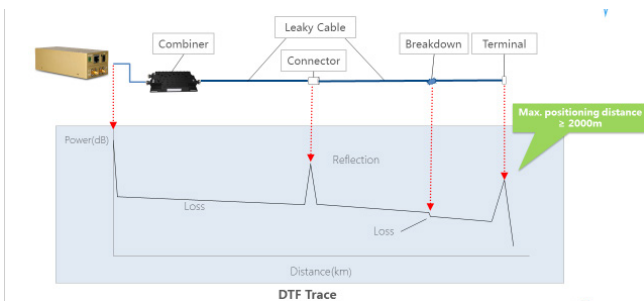 Leaky Cable
Combiner
Connector
Breakdown
Terminal
Max. positioning distance
≥ 2000m
Power(dB)
Reflection
Loss
Loss
Distance(km)
DTF Trace